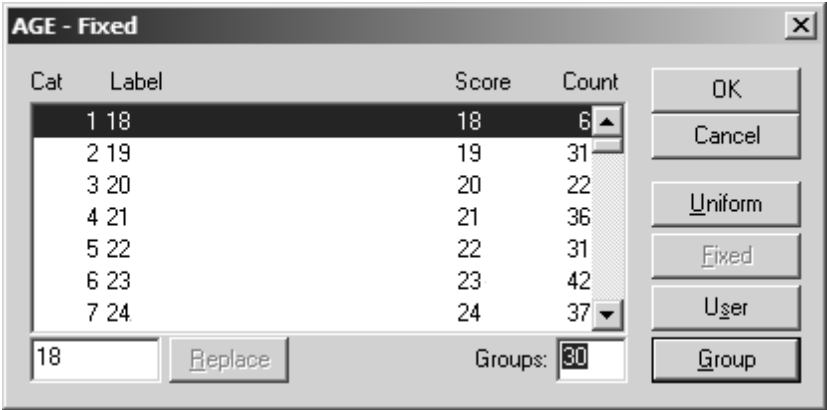 AGE - Fixed
Cat Label Score Count
1 18 18 6
2 19 19 31
3 20 20 22
4 21 21 36
5 22 22 31
6 23 23 42
7 24 24 37
18 Replace Groups: 30
OK
Cancel
Uniform
Fixed
User
Group